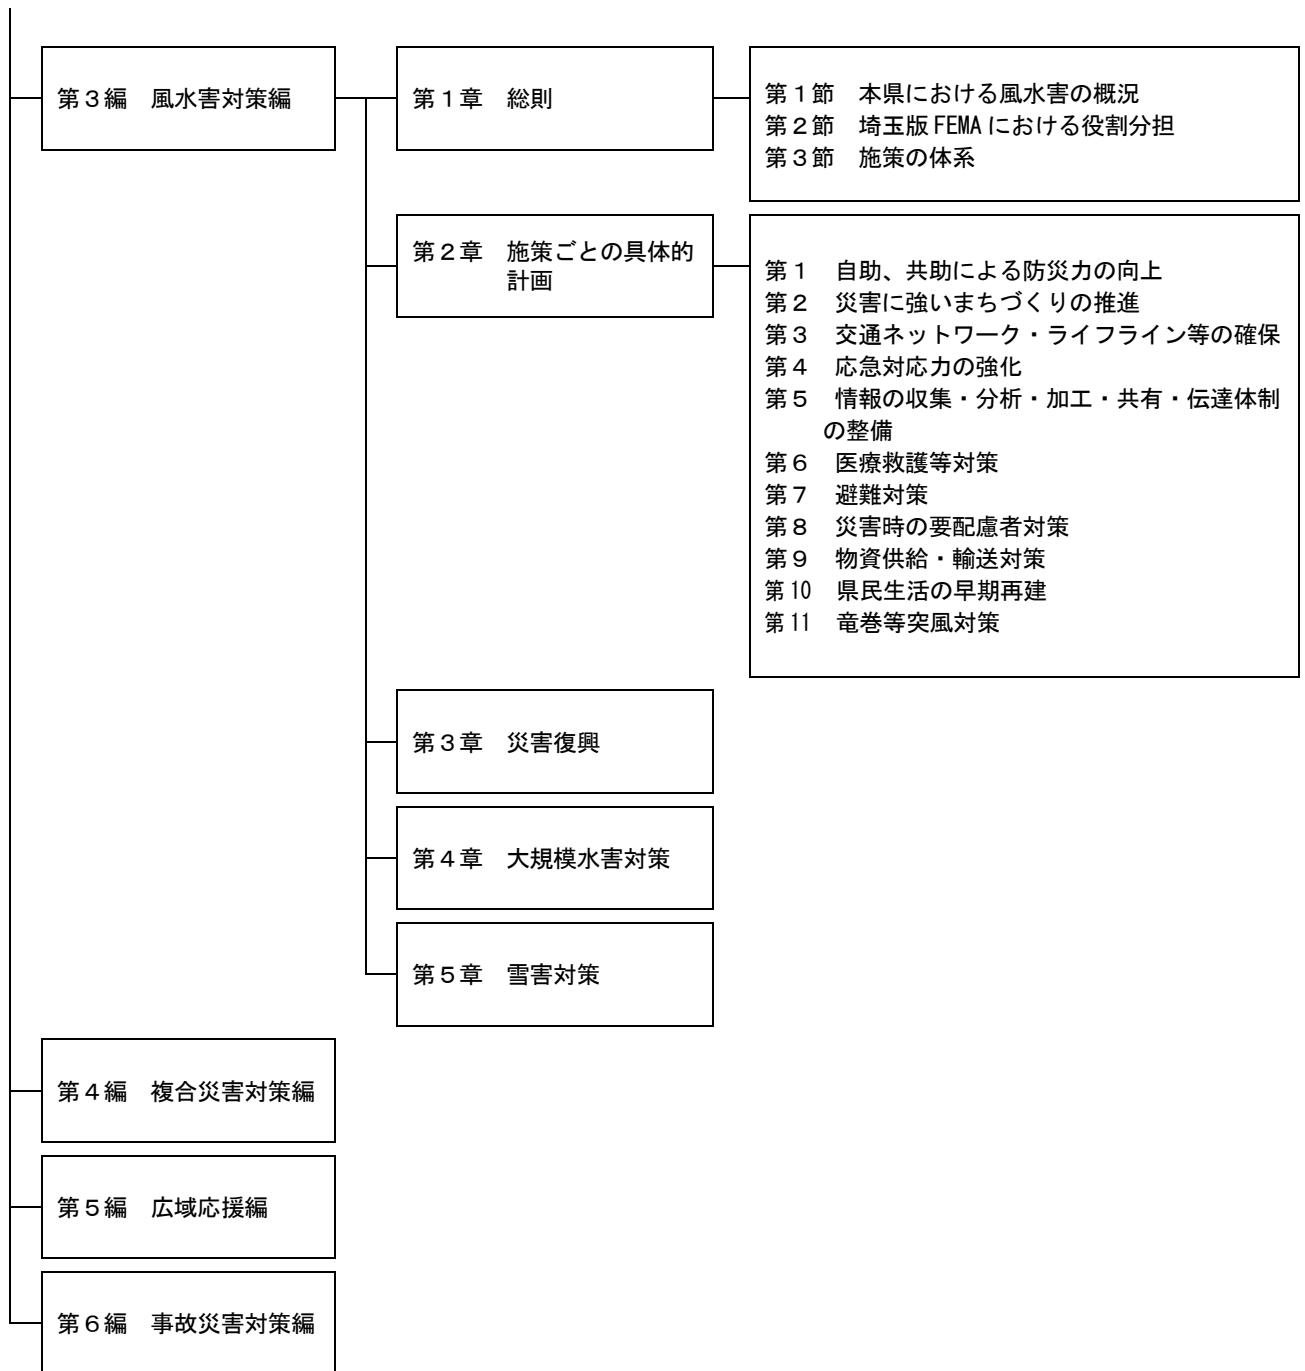 第３編　風水害対策編
第１章　総則
第１節　本県における風水害の概況
第２節　埼玉版 FEMA における役割分担
第３節　施策の体系
第２章　施策ごとの具体的
計画
第１　自助、共助による防災力の向上
第２　災害に強いまちづくりの推進
第３　交通ネットワーク・ライフライン等の確保
第４　応急対応力の強化
第５　情報の収集・分析・加工・共有・伝達体制
の整備
第６　医療救護等対策
第７　避難対策
第８　災害時の要配慮者対策
第９　物資供給・輸送対策
第10　県民生活の早期再建
第11　竜巻等突風対策
第３章　災害復興
第４章　大規模水害対策
第５章　雪害対策
第４編　複合災害対策編
第５編　広域応援編
第６編　事故災害対策編